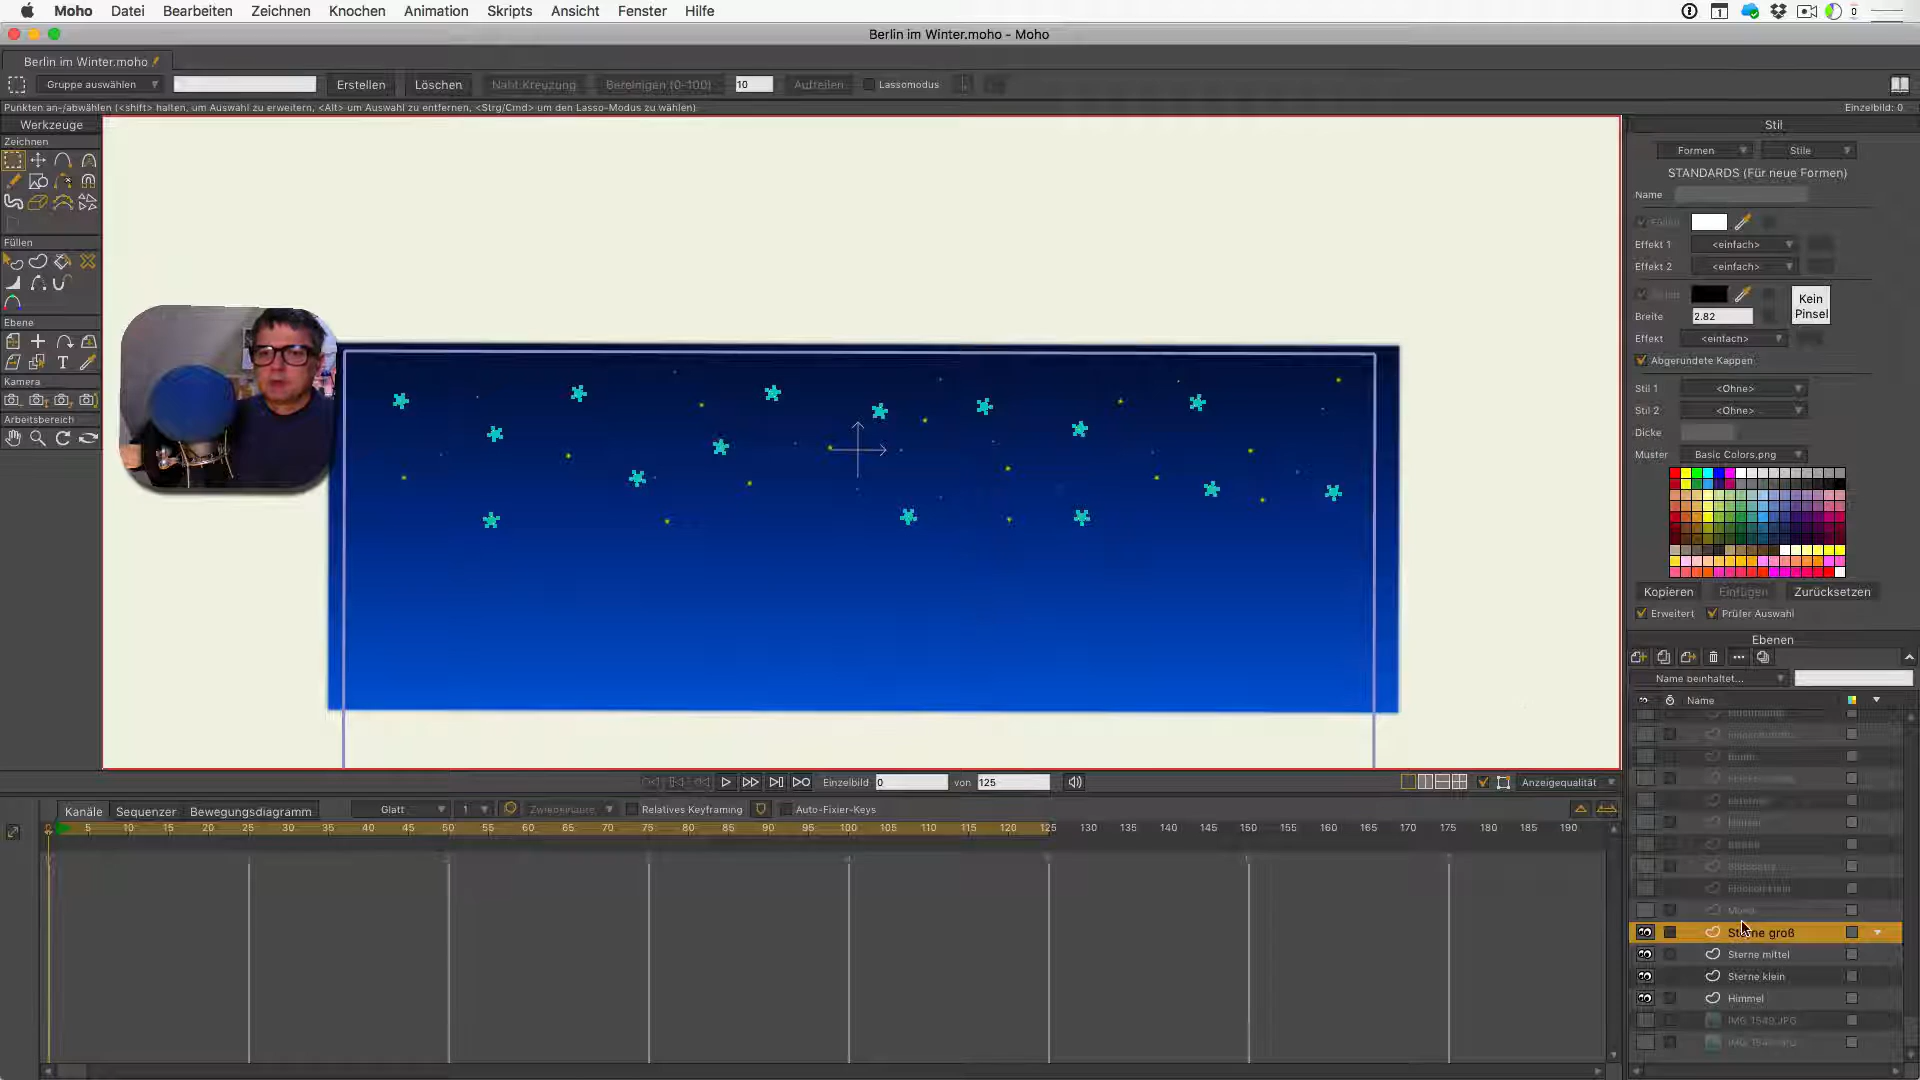 Moho Datei Bearbeiten Zeichnen Knochen Animation Skripts Ansicht Fenster Hilfe
Berlin im Winter.moho - Moho
Berlin im Winter.moho
Gruppe auswählen Erstellen Löschen Naht Kreuzung Bereinigen (0-100) 10 Aufteilen Lassomodus
Punkten an-/abwählen (<shift> halten, um Auswahl zu erweitern, <Alt> um Auswahl zu entfernen, <Strg/Cmd> um den Lasso-Modus zu wählen) Einzelbild: 0
Werkzeuge
Zeichnen
Füllen
Ebene
Kamera
Arbeitsbereich
Stil
Formen Stile
STANDARDS (Für neue Formen)
Name
Effekt 1 <einfach>
Effekt 2 <einfach>
Kein
Pinsel
Breite 2.82
Effekt <einfach>
Abgerundete Kappen
Stil 1 <Ohne>
Stil 2 <Ohne>
Dicke
Muster Basic Colors.png
Kopieren Einfügen Zurücksetzen
Erweitert Prüfer Auswahl
Ebenen
Name beinhaltet...
Name
Mond
Sterne groß
Sterne mittel
Sterne klein
Himmel
IMG_1549.JPG
Einzelbild: 0 von 125 Anzeigequalität
Kanäle Sequenzer Bewegungsdiagramm Glatt 1 Relatives Keyframing Auto-Fixier-Keys
0 5 10 15 20 25 30 35 40 45 50 55 60 65 70 75 80 85 90 95 100 105 110 115 120 125 130 135 140 145 150 155 160 165 170 175 180 185 190